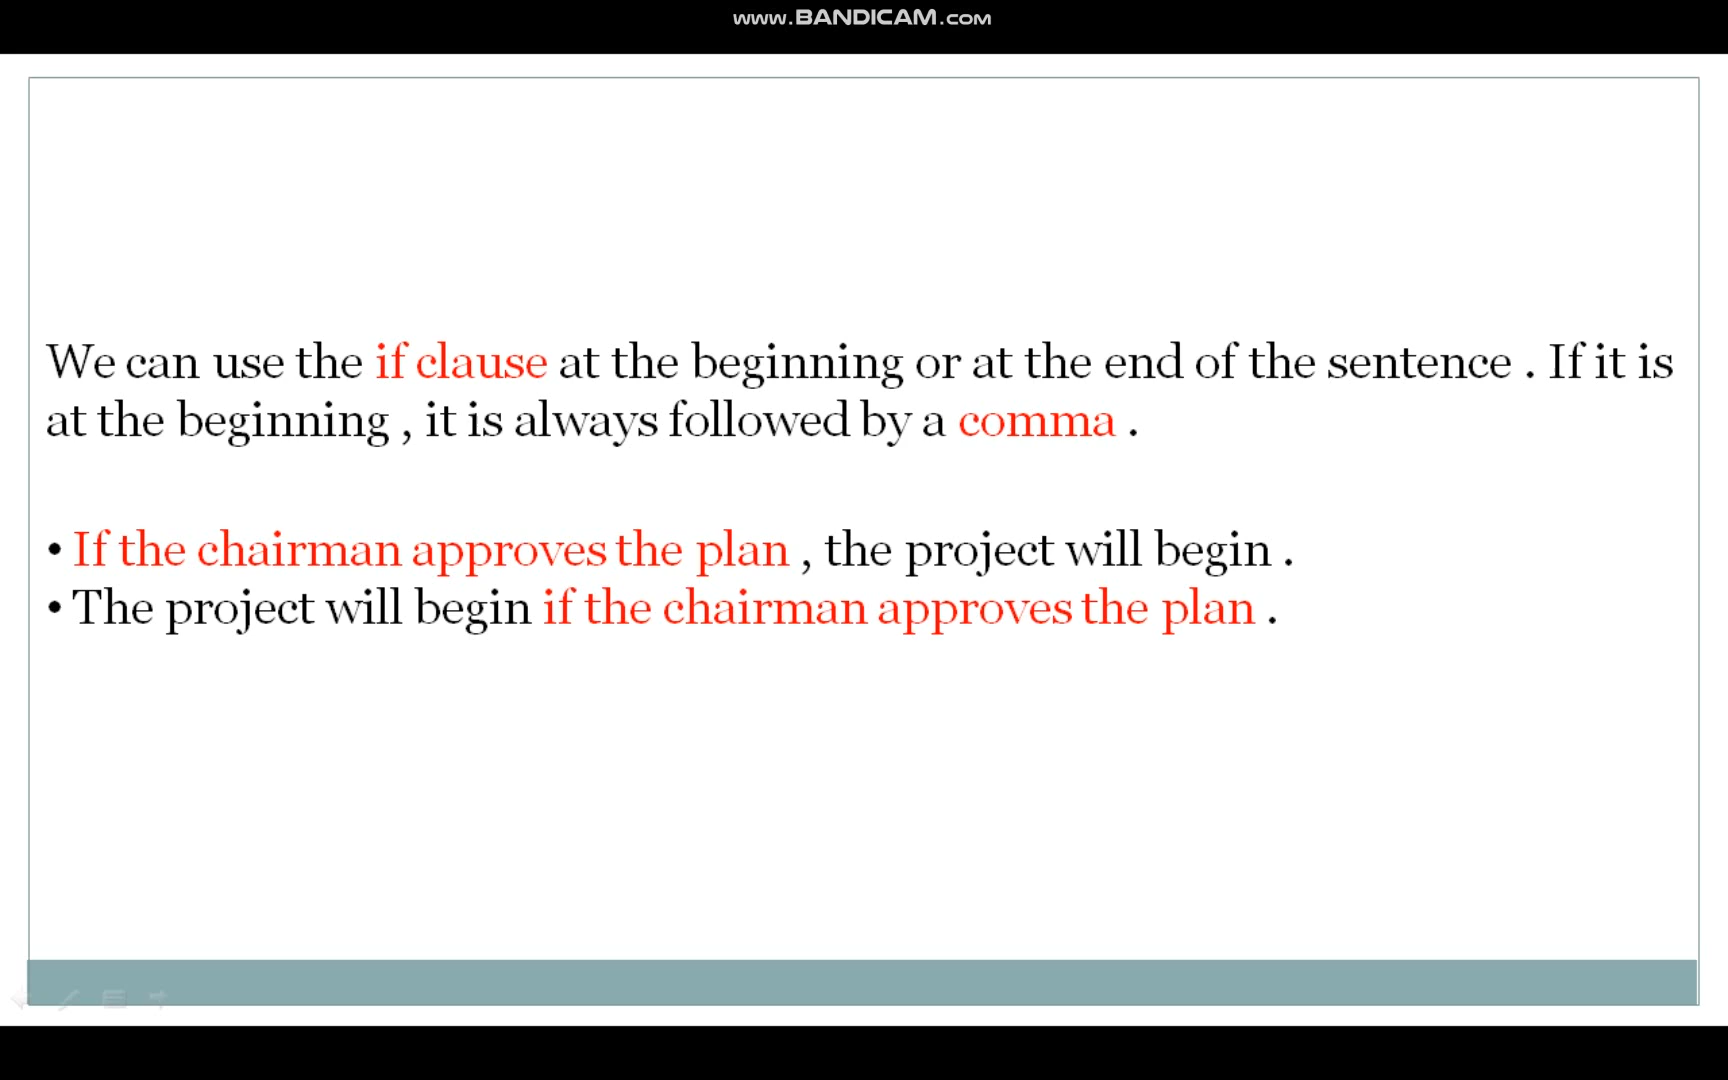 www.BANDICAM.com
We can use the if clause at the beginning or at the end of the sentence . If it is
at the beginning , it is always followed by a comma .
• If the chairman approves the plan , the project will begin .
• The project will begin if the chairman approves the plan .